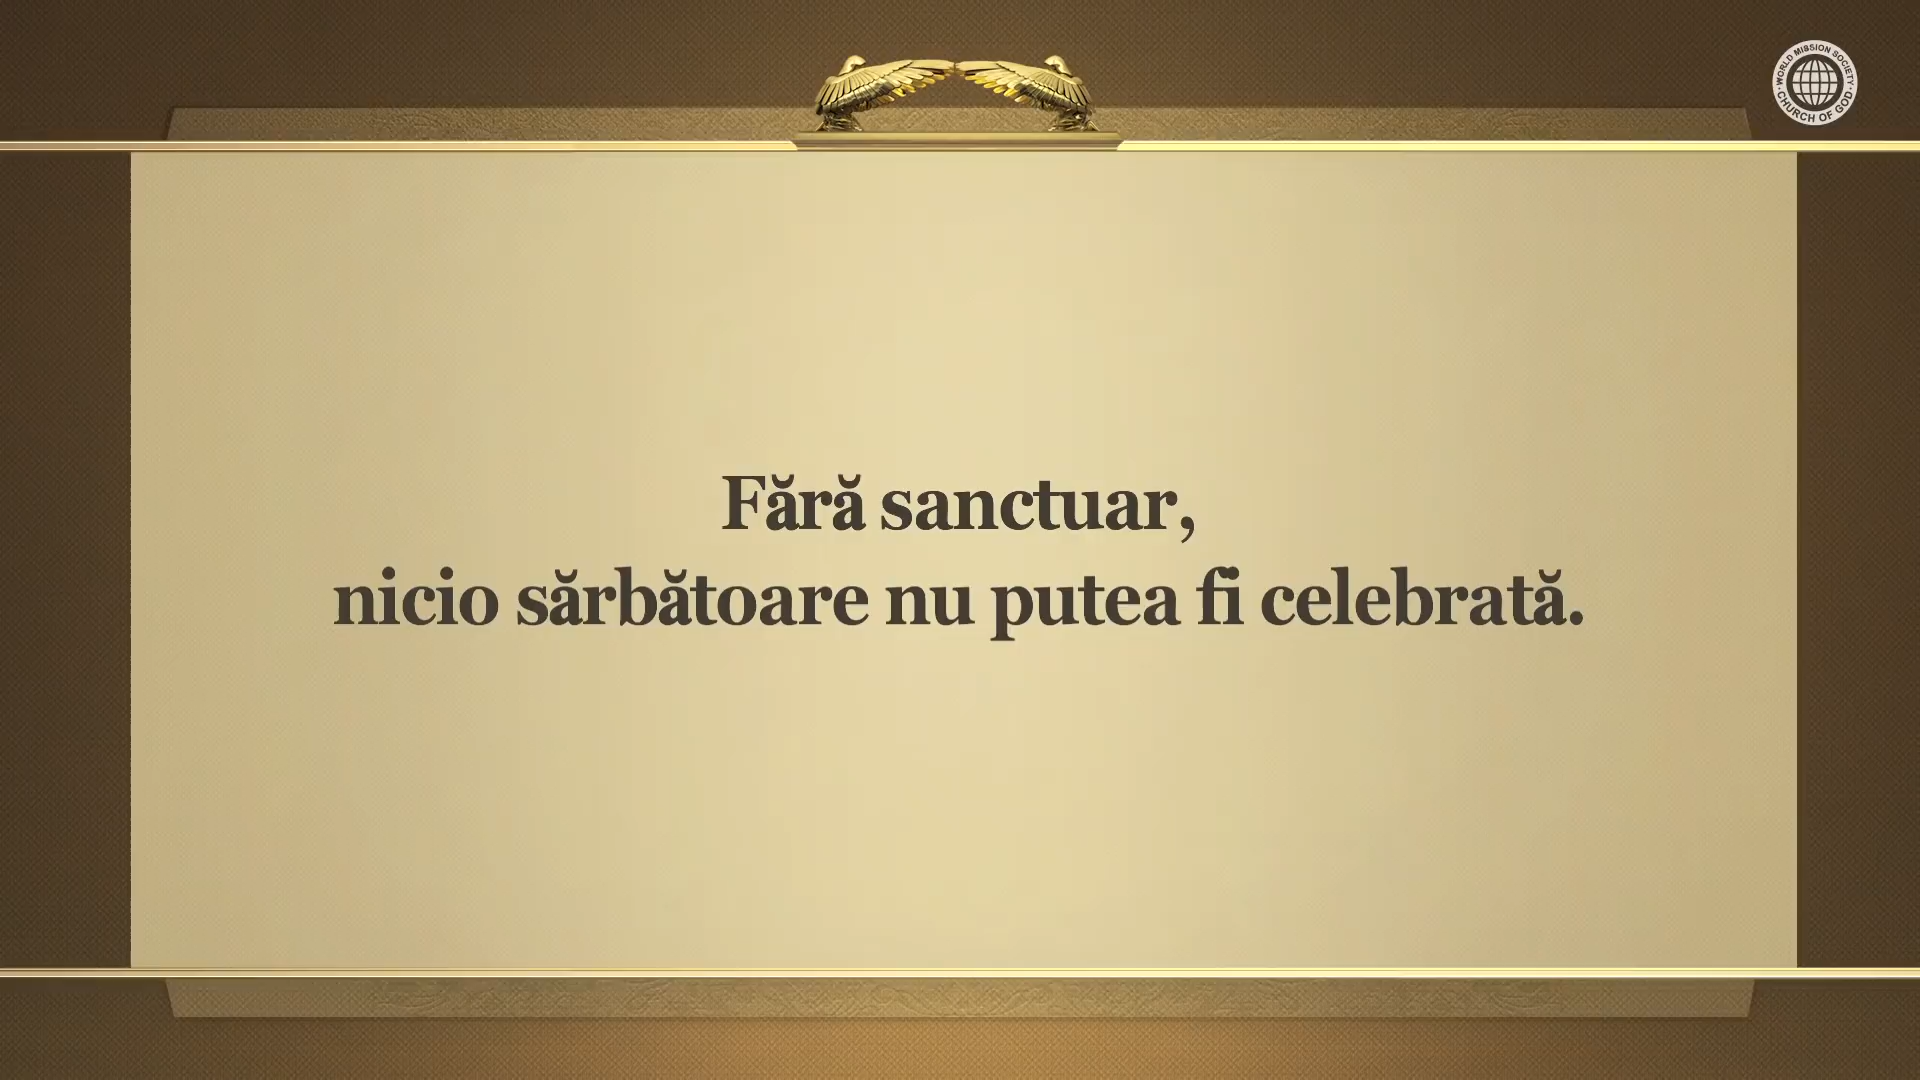 WORLD MISSION SOCIETY
CHURCH OF GOD
Fără sanctuar,
nicio sărbătoare nu putea fi celebrată.